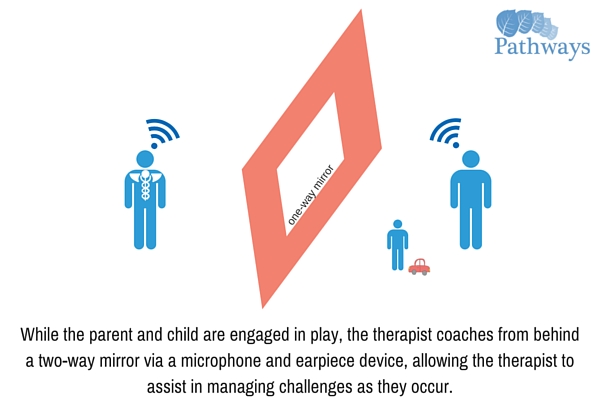 Pathways
one-way mirror
While the parent and child are engaged in play, the therapist coaches from behind
a two-way mirror via a microphone and earpiece device, allowing the therapist to
assist in managing challenges as they occur.